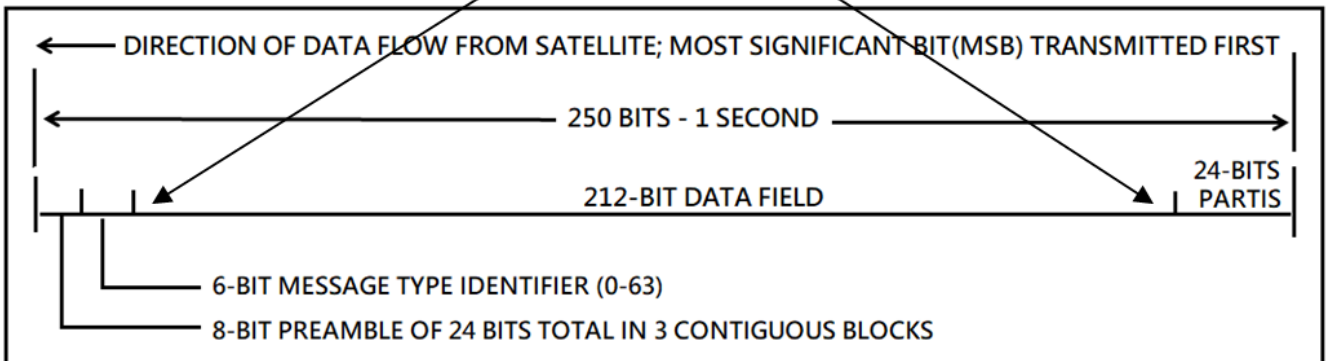 DIRECTION OF DATA FLOW FROM SATELLITE; MOST SIGNIFICANT BIT(MSB) TRANSMITTED FIRST
250 BITS - 1 SECOND
24-BITS
212-BIT DATA FIELD
PARTIS
6-BIT MESSAGE TYPE IDENTIFIER (0-63)
8-BIT PREAMBLE OF 24 BITS TOTAL IN 3 CONTIGUOUS BLOCKS